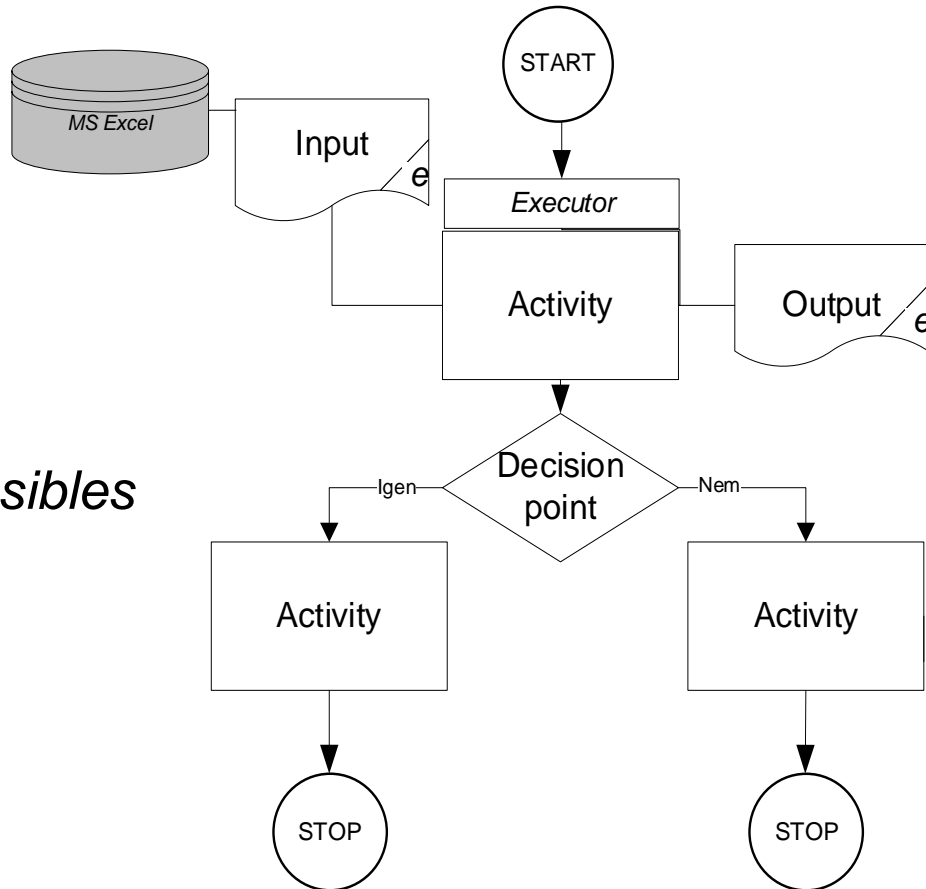 START
MS Excel
Input
e
Executor
Activity
Output
e
Decision
point
sibles
Igen
Nem
Activity
Activity
STOP
STOP